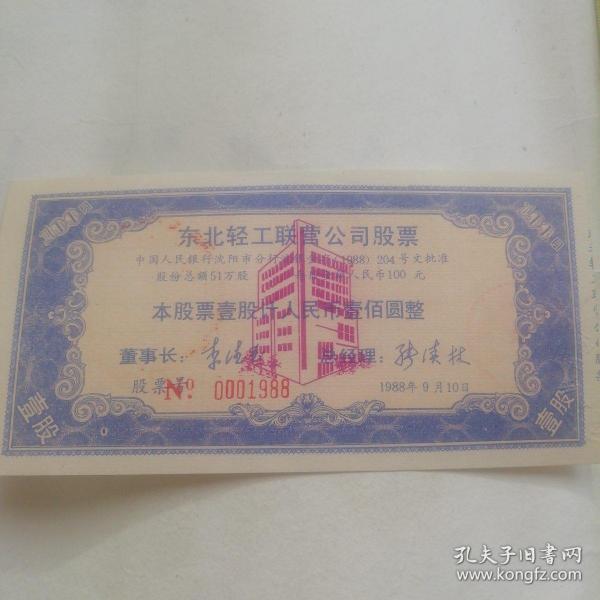 东北轻工联营公司股票
中国人民银行沈阳市分行 (1988) 204号文批准
股份总额51万股 人民币100元
本股票壹股计人民币壹佰圆整
董事长: 总经理:
股票 No 0001988
1988年9月10日
壹股
壹股
孔夫子旧书网
www.kongfz.com